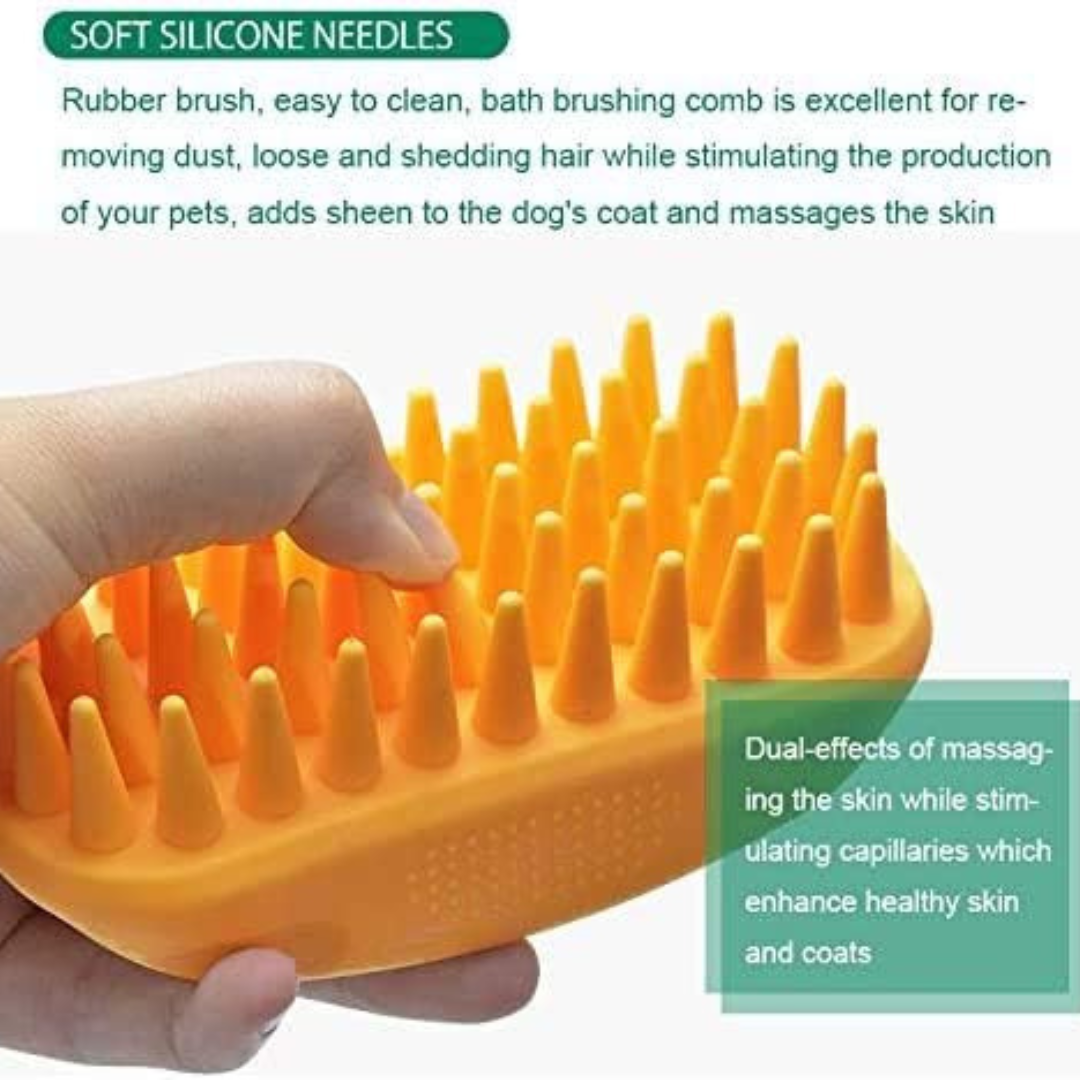 SOFT SILICONE NEEDLES
Rubber brush, easy to clean, bath brushing comb is excellent for re-
moving dust, loose and shedding hair while stimulating the production
of your pets, adds sheen to the dog's coat and massages the skin
Dual-effects of massag-
ing the skin while stim-
ulating capillaries which
enhance healthy skin
and coats